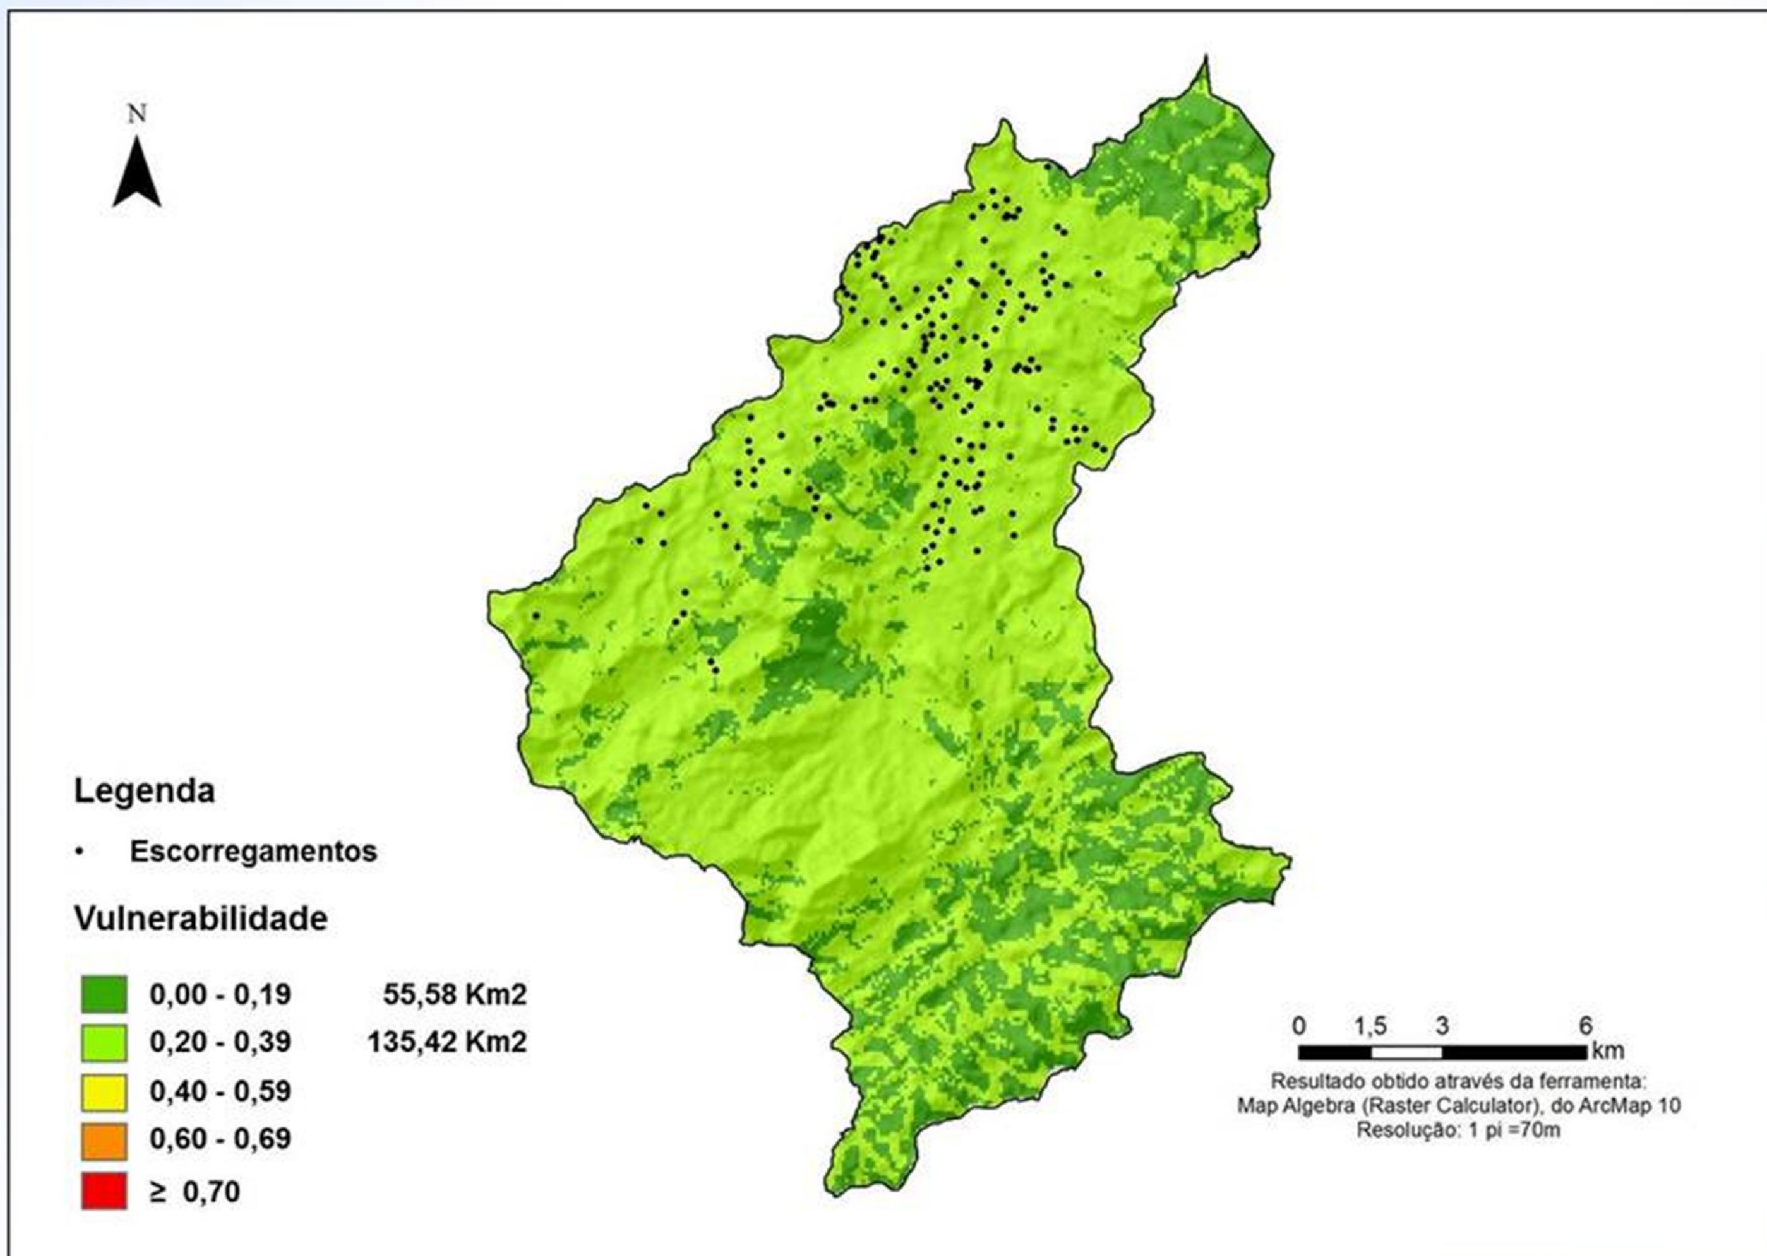 N
Legenda
Escorregamentos
Vulnerabilidade
0,00 - 0,19 55,58 Km2
0,20 - 0,39 135,42 Km2
0,40 - 0,59
0,60 - 0,69
≥ 0,70
0 1,5 3 6
km
Resultado obtido através da ferramenta:
Map Algebra (Raster Calculator), do ArcMap 10
Resolução: 1 pi =70m